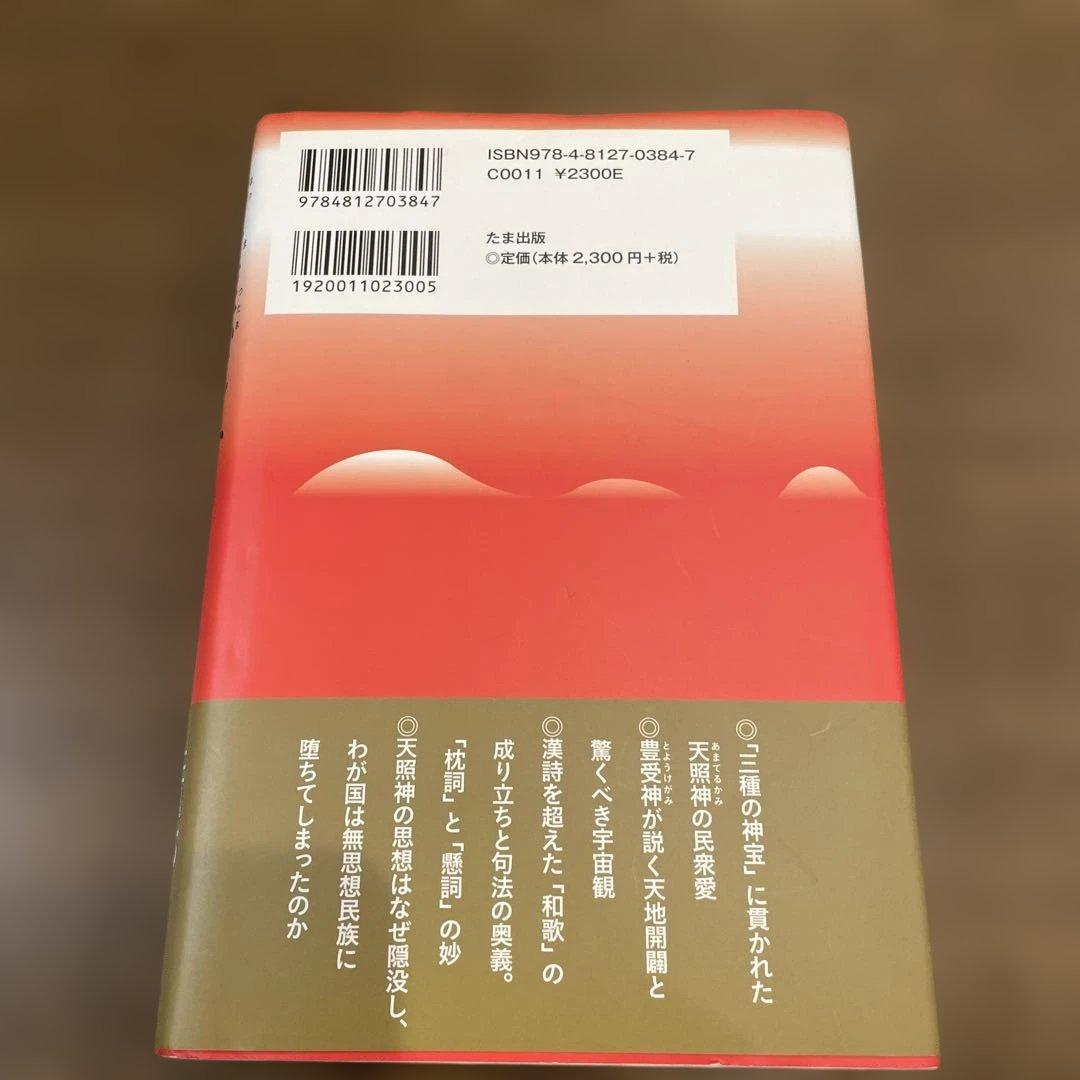 ISBN978-4-8127-0384-7
C0011 ¥2300E
9784812703847
たま出版
◎定価(本体2,300円+税)
1920011023005
◎「三種の神宝」に貫かれた
天照神の民衆愛
あまてるかみ
◎豊受神が説く天地開闢と
とようけがみ
驚くべき宇宙観
◎漢詩を超えた「和歌」の
成り立ちと句法の奥義。
「枕詞」と「懸詞」の妙
◎天照神の思想はなぜ隠没し、
わが国は無思想民族に
堕ちてしまったのか